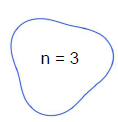 n = 3